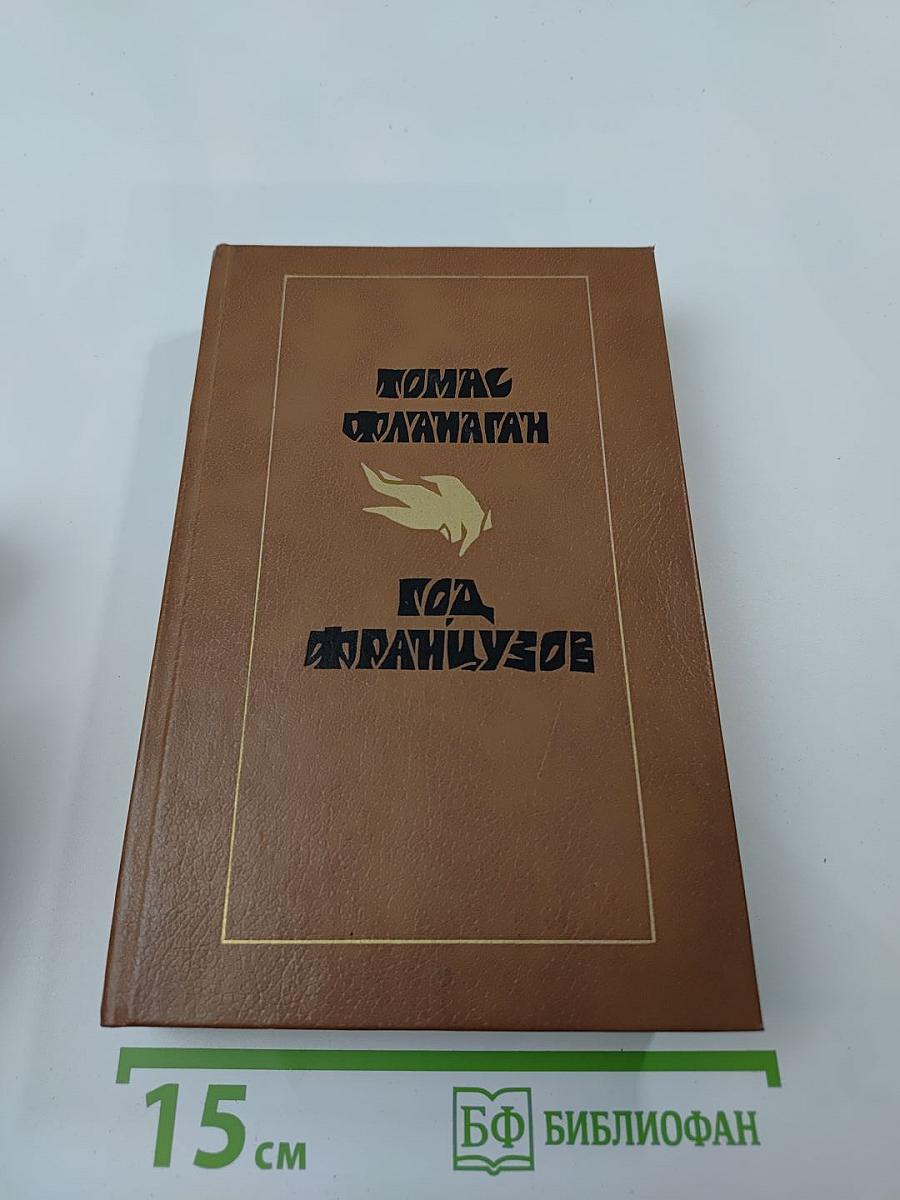 ТОМАС
ФЛАНАГАН
ГОД
ФРАНЦУЗОВ
15 см
БФ БИБЛИОФАН